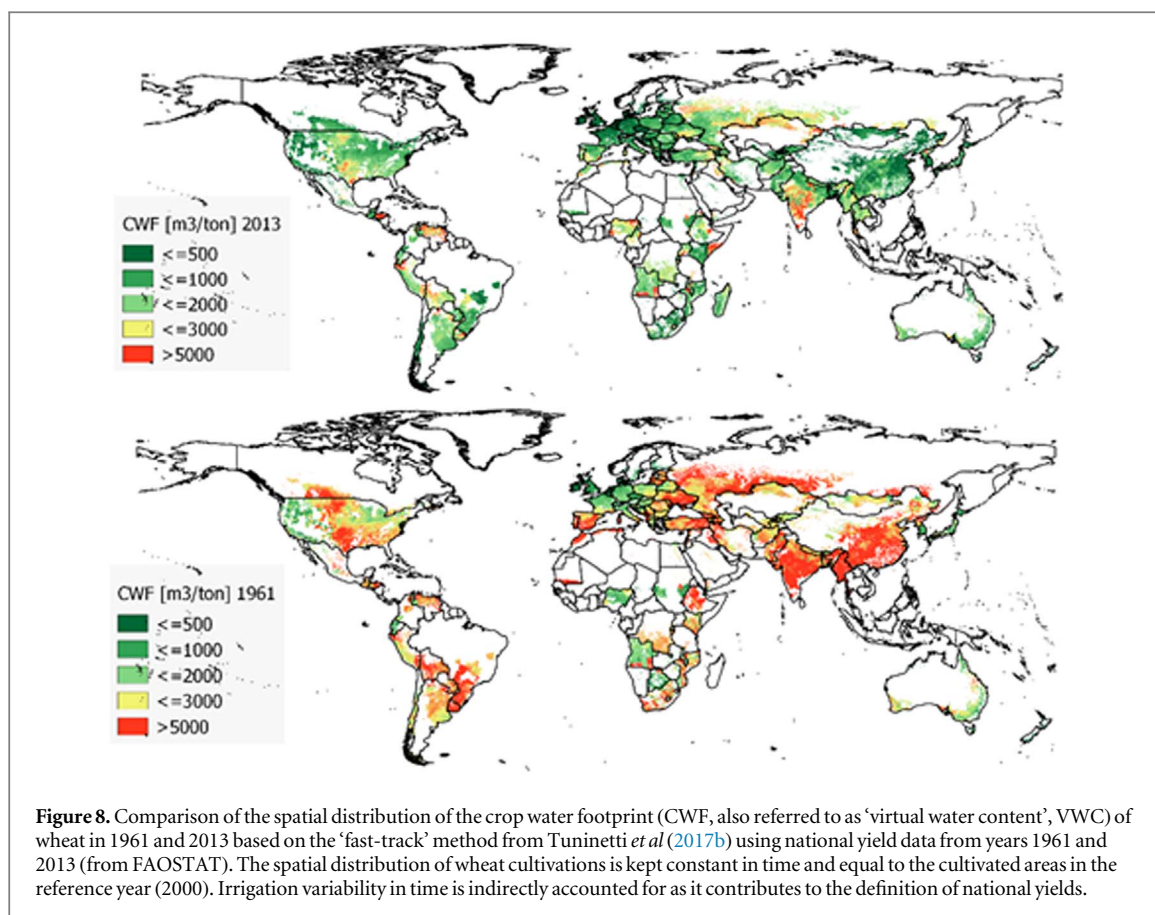 CWF [m3/ton] 2013
<=500
<=1000
<=2000
<=3000
>5000
CWF [m3/ton] 1961
<=500
<=1000
<=2000
<=3000
>5000
Figure 8. Comparison of the spatial distribution of the crop water footprint (CWF, also referred to as ‘virtual water content’, VWC) of
wheat in 1961 and 2013 based on the ‘fast-track’ method from Tuninetti et al (2017b) using national yield data from years 1961 and
2013 (from FAOSTAT). The spatial distribution of wheat cultivations is kept constant in time and equal to the cultivated areas in the
reference year (2000). Irrigation variability in time is indirectly accounted for as it contributes to the definition of national yields.